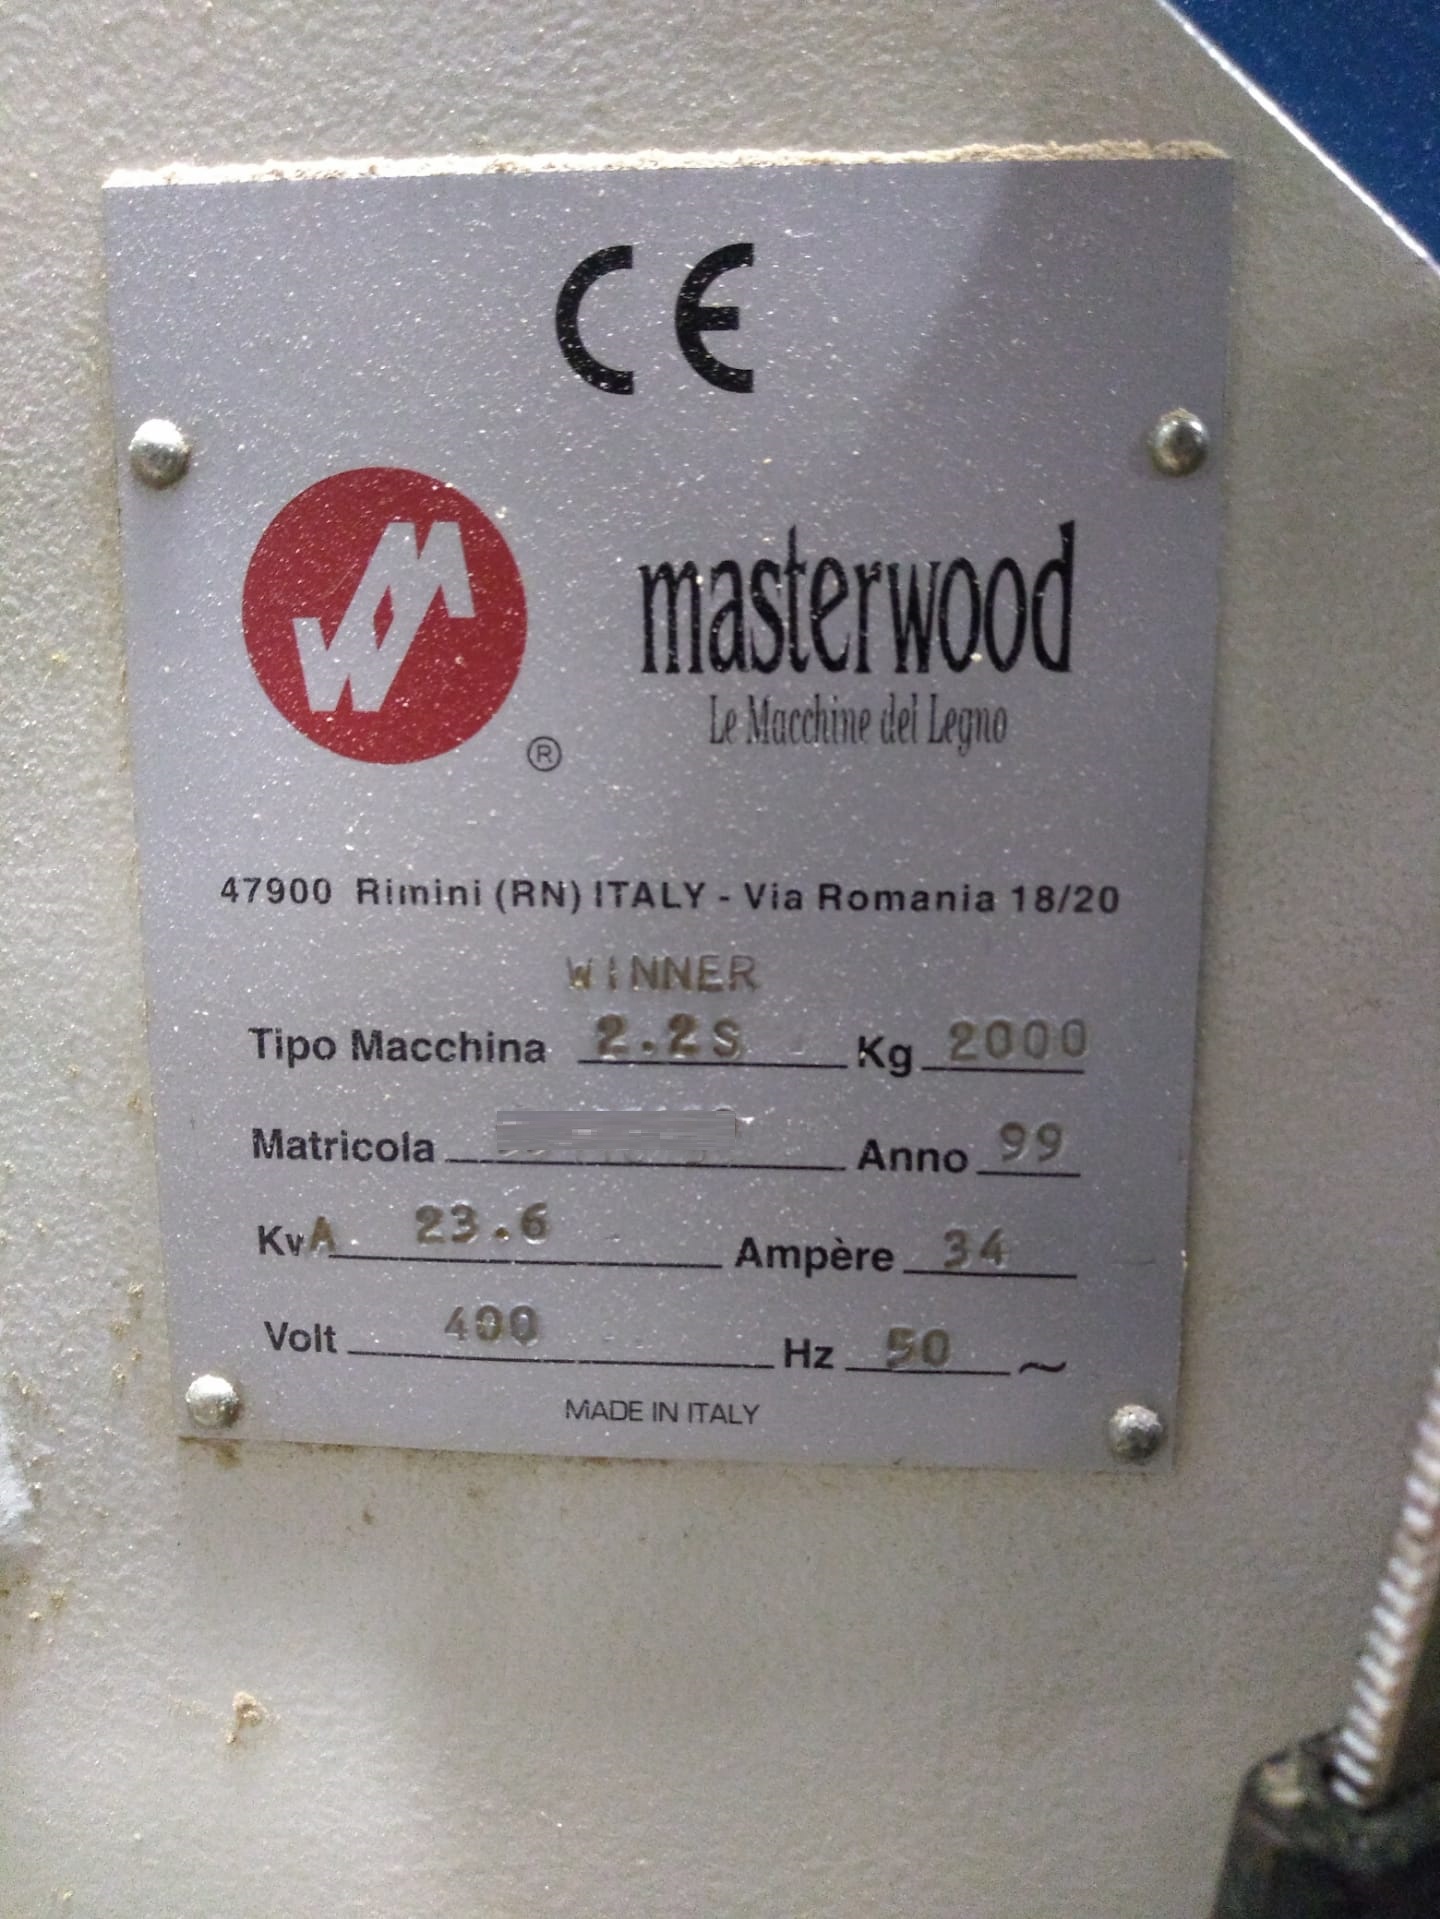 CE
masterwood
Le Macchine del Legno
®
47900 Rimini (RN) ITALY - Via Romania 18/20
WINNER
Tipo Macchina 2.2S Kg 2000
Matricola Anno 99
KvA 23.6 Ampère 34
Volt 400 Hz 50 ~
MADE IN ITALY